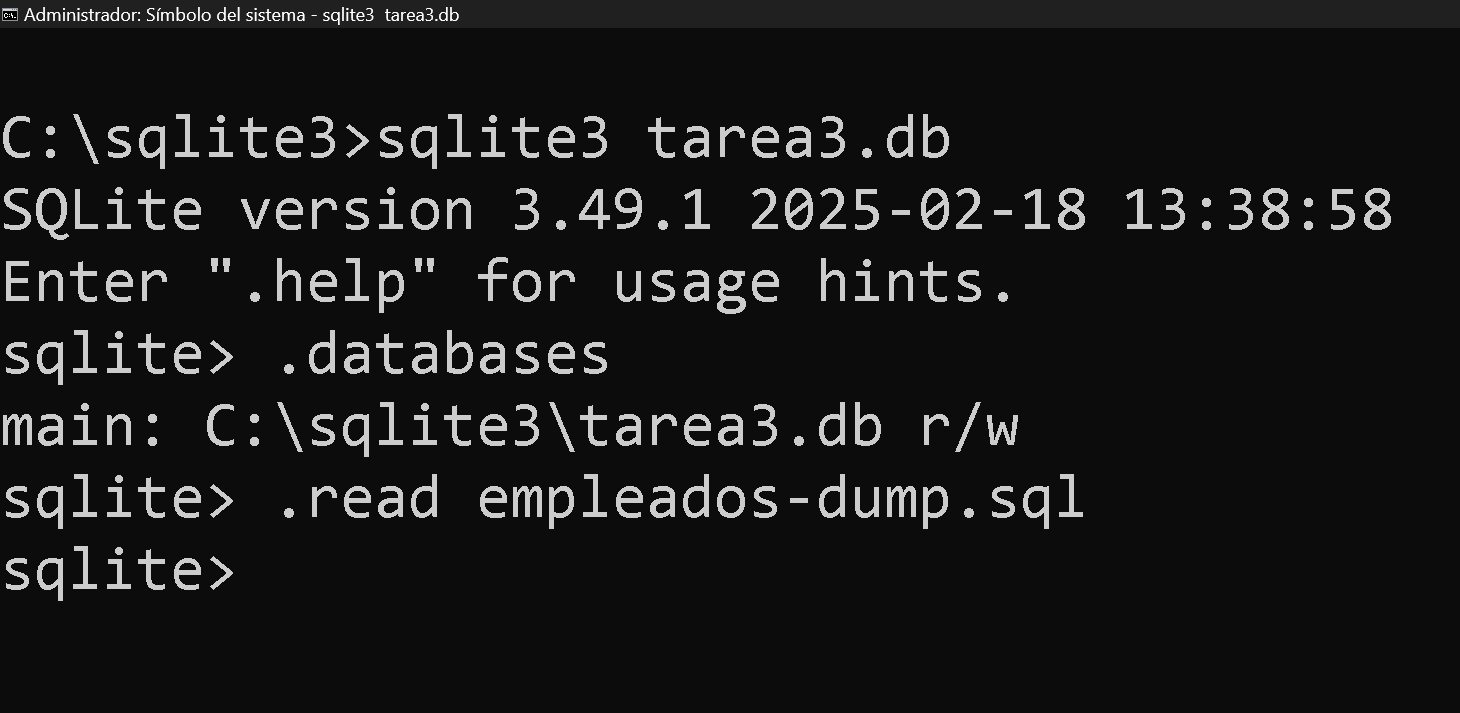 Administrador: Símbolo del sistema - sqlite3  tarea3.db
C:\sqlite3>sqlite3 tarea3.db
SQLite version 3.49.1 2025-02-18 13:38:58
Enter ".help" for usage hints.
sqlite> .databases
main: C:\sqlite3\tarea3.db r/w
sqlite> .read empleados-dump.sql
sqlite>